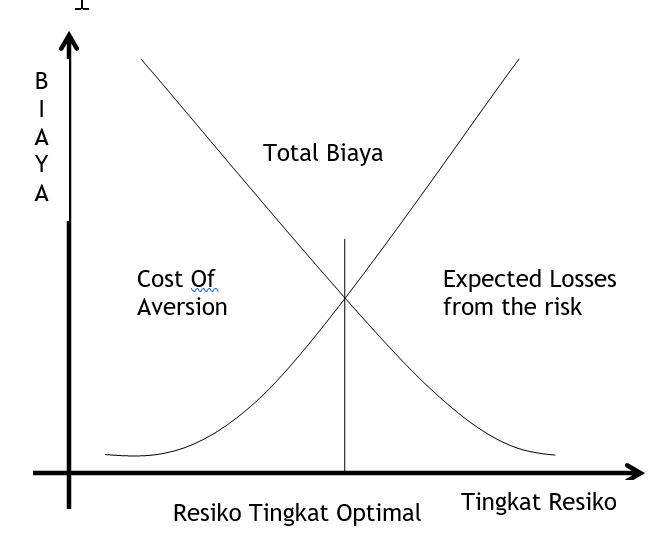 B
I
A
Y
A
Total Biaya
Cost Of
Aversion
Expected Losses
from the risk
Resiko Tingkat Optimal
Tingkat Resiko